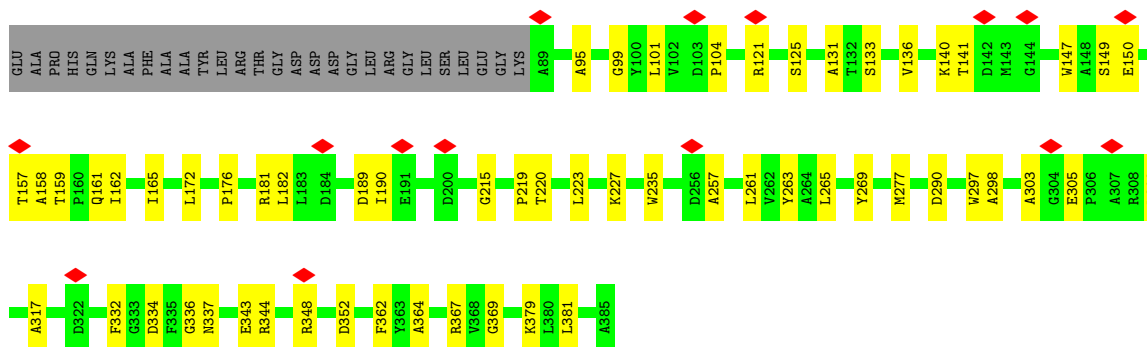 GLU ALA PRO HIS GLN LYS ALA PHE ALA ALA TYR LEU ARG THR GLY ASP ASP ASP GLY LEU ARG GLY LEU SER LEU GLU GLY LYS A89 A95 G99 Y100 L101 V102 D103 P104 R121 S125 A131 T132 S133 V136 K140 T141 D142 M143 G144 W147 A148 S149 E150
T157 A158 T159 P160 Q161 I162 I165 L172 P176 R181 L182 L183 D184 D189 I190 E191 D200 G215 P219 T220 L223 K227 W235 D256 A257 L261 V262 Y263 A264 L265 Y269 M277 D290 W297 A298 A303 G304 E305 P306 A307 R308
A317 D322 F332 G333 D334 F335 G336 N337 E343 R344 R348 D352 F362 Y363 A364 R367 V368 G369 K379 L380 L381 A385